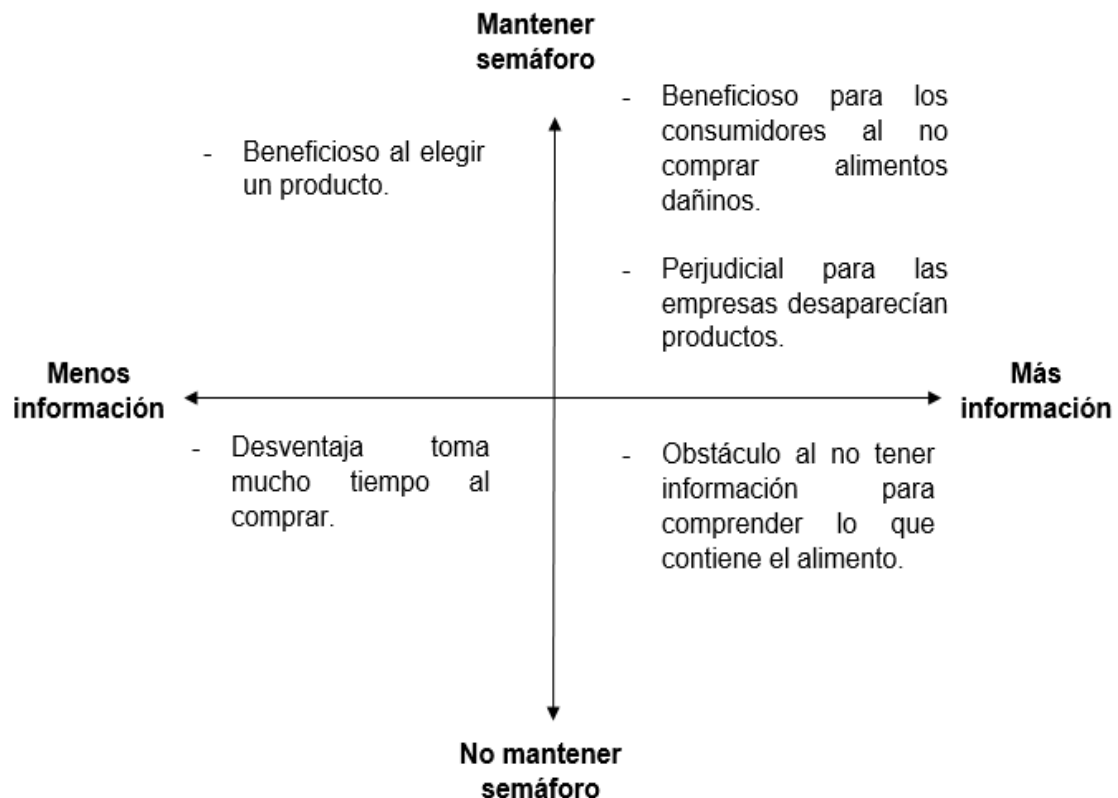 Mantener
semáforo
- Beneficioso al elegir
un producto.
- Beneficioso para los
consumidores al no
comprar alimentos
dañinos.
- Perjudicial para las
empresas desaparecían
productos.
Menos
información
Más
información
- Desventaja toma
mucho tiempo al
comprar.
- Obstáculo al no tener
información para
comprender lo que
contiene el alimento.
No mantener
semáforo